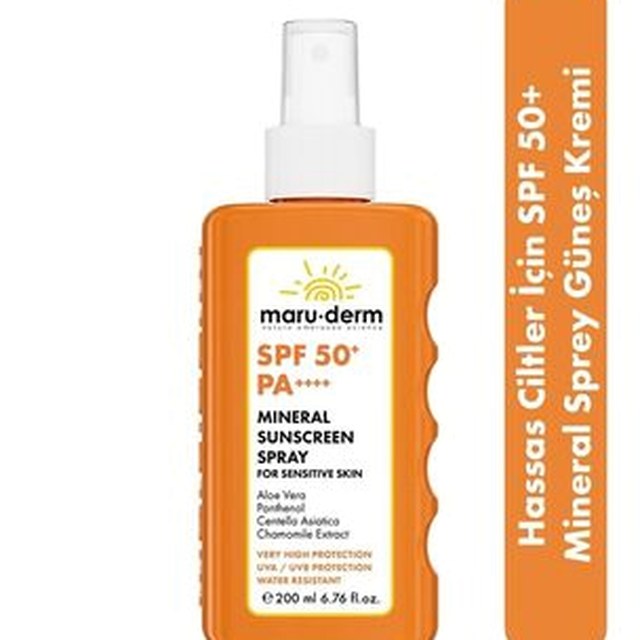 maru·derm
nature embraces science
SPF 50+
PA++++
MINERAL
SUNSCREEN
SPRAY
FOR SENSITIVE SKIN
Aloe Vera
Panthenol
Centella Asiatica
Chamomile Extract
VERY HIGH PROTECTION
UVA / UVB PROTECTION
WATER RESISTANT
℮200 ml 6.76 fl.oz.
Hassas Ciltler İçin SPF 50+
Mineral Sprey Güneş Kremi